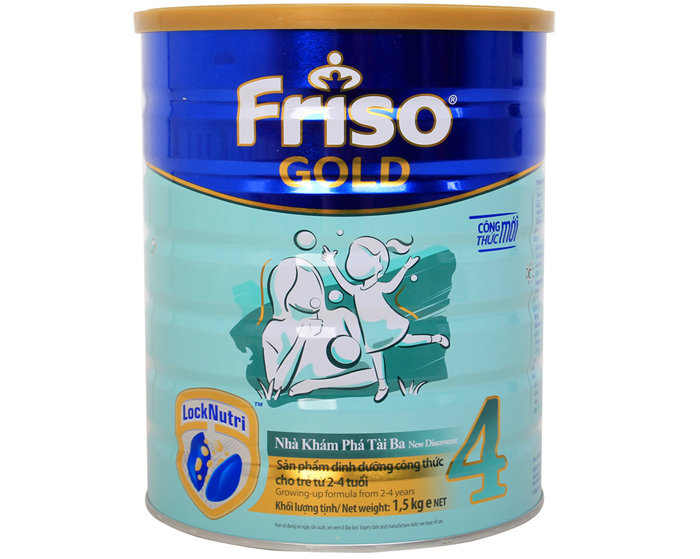 Friso®
GOLD
CÔNG
THỨC MỚI
LockNutri™
Nhà Khám Phá Tài Ba New Discoverer
4
Sản phẩm dinh dưỡng công thức
cho trẻ từ 2-4 tuổi
Growing-up formula from 2-4 years
Khối lượng tịnh/ Net weight: 1,5 kg e NET